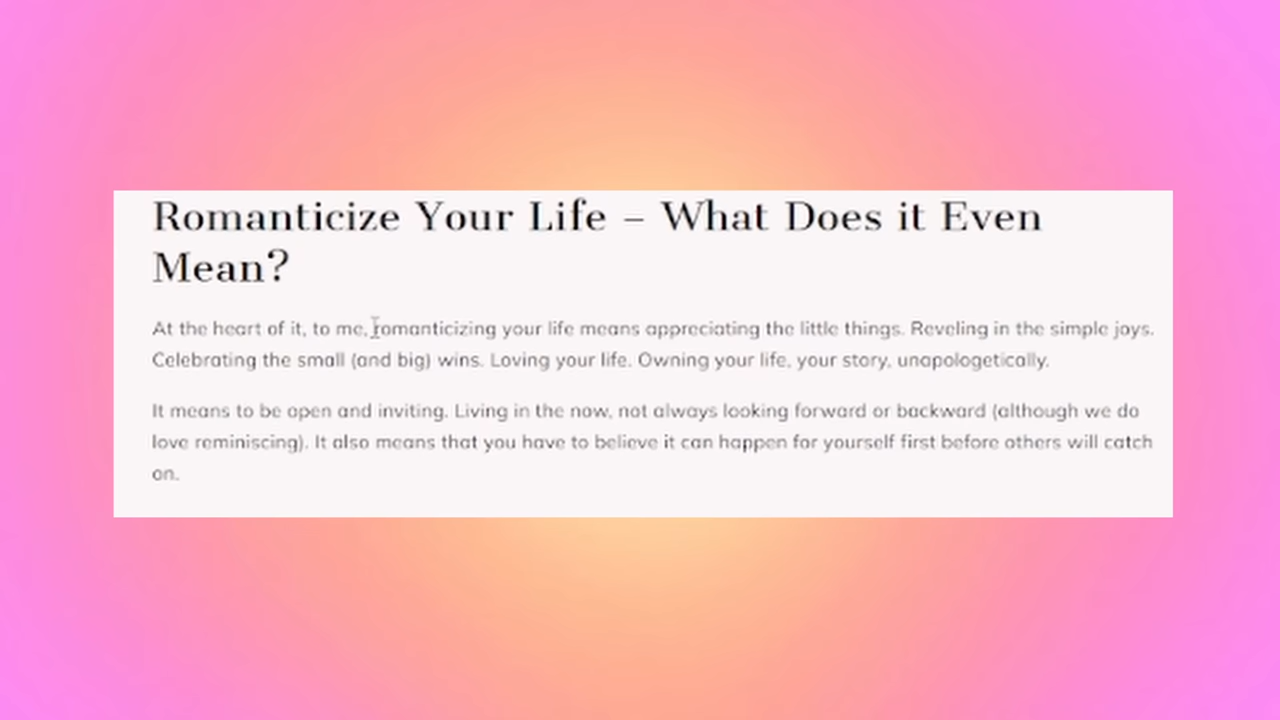 Romanticize Your Life – What Does it Even
Mean?
At the heart of it, to me, romanticizing your life means appreciating the little things. Reveling in the simple joys.
Celebrating the small (and big) wins. Loving your life. Owning your life, your story, unapologetically.
It means to be open and inviting. Living in the now, not always looking forward or backward (although we do
love reminiscing). It also means that you have to believe it can happen for yourself first before others will catch
on.